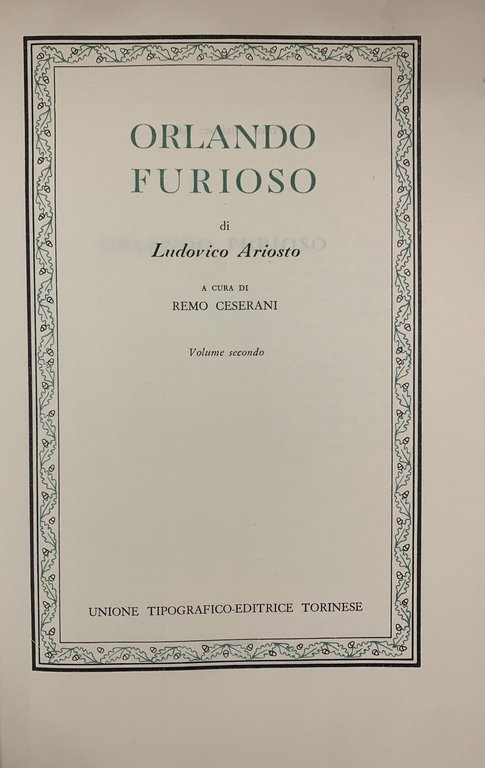 ORLANDO
FURIOSO
di
Ludovico Ariosto
A CURA DI
REMO CESERANI
Volume secondo
UNIONE TIPOGRAFICO-EDITRICE TORINESE